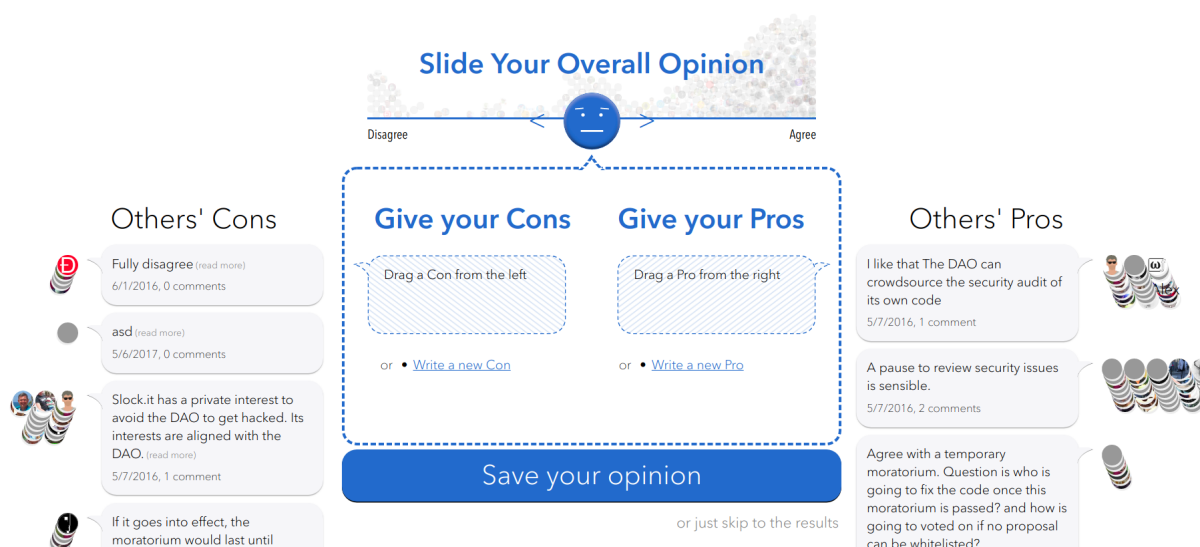 Slide Your Overall Opinion
Disagree
Agree
Others' Cons
Fully disagree (read more)
6/1/2016, 0 comments
asd (read more)
5/6/2017, 0 comments
Slock.it has a private interest to
avoid the DAO to get hacked. Its
interests are aligned with the
DAO. (read more)
5/7/2016, 1 comment
If it goes into effect, the
moratorium would last until
Give your Cons
Drag a Con from the left
or • Write a new Con
Give your Pros
Drag a Pro from the right
or • Write a new Pro
Save your opinion
or just skip to the results
Others' Pros
I like that The DAO can
crowdsource the security audit of
its own code
5/7/2016, 1 comment
A pause to review security issues
is sensible.
5/7/2016, 2 comments
Agree with a temporary
moratorium. Question is who is
going to fix the code once this
moratorium is passed? and how is
going to voted on if no proposal
can be whitelisted?